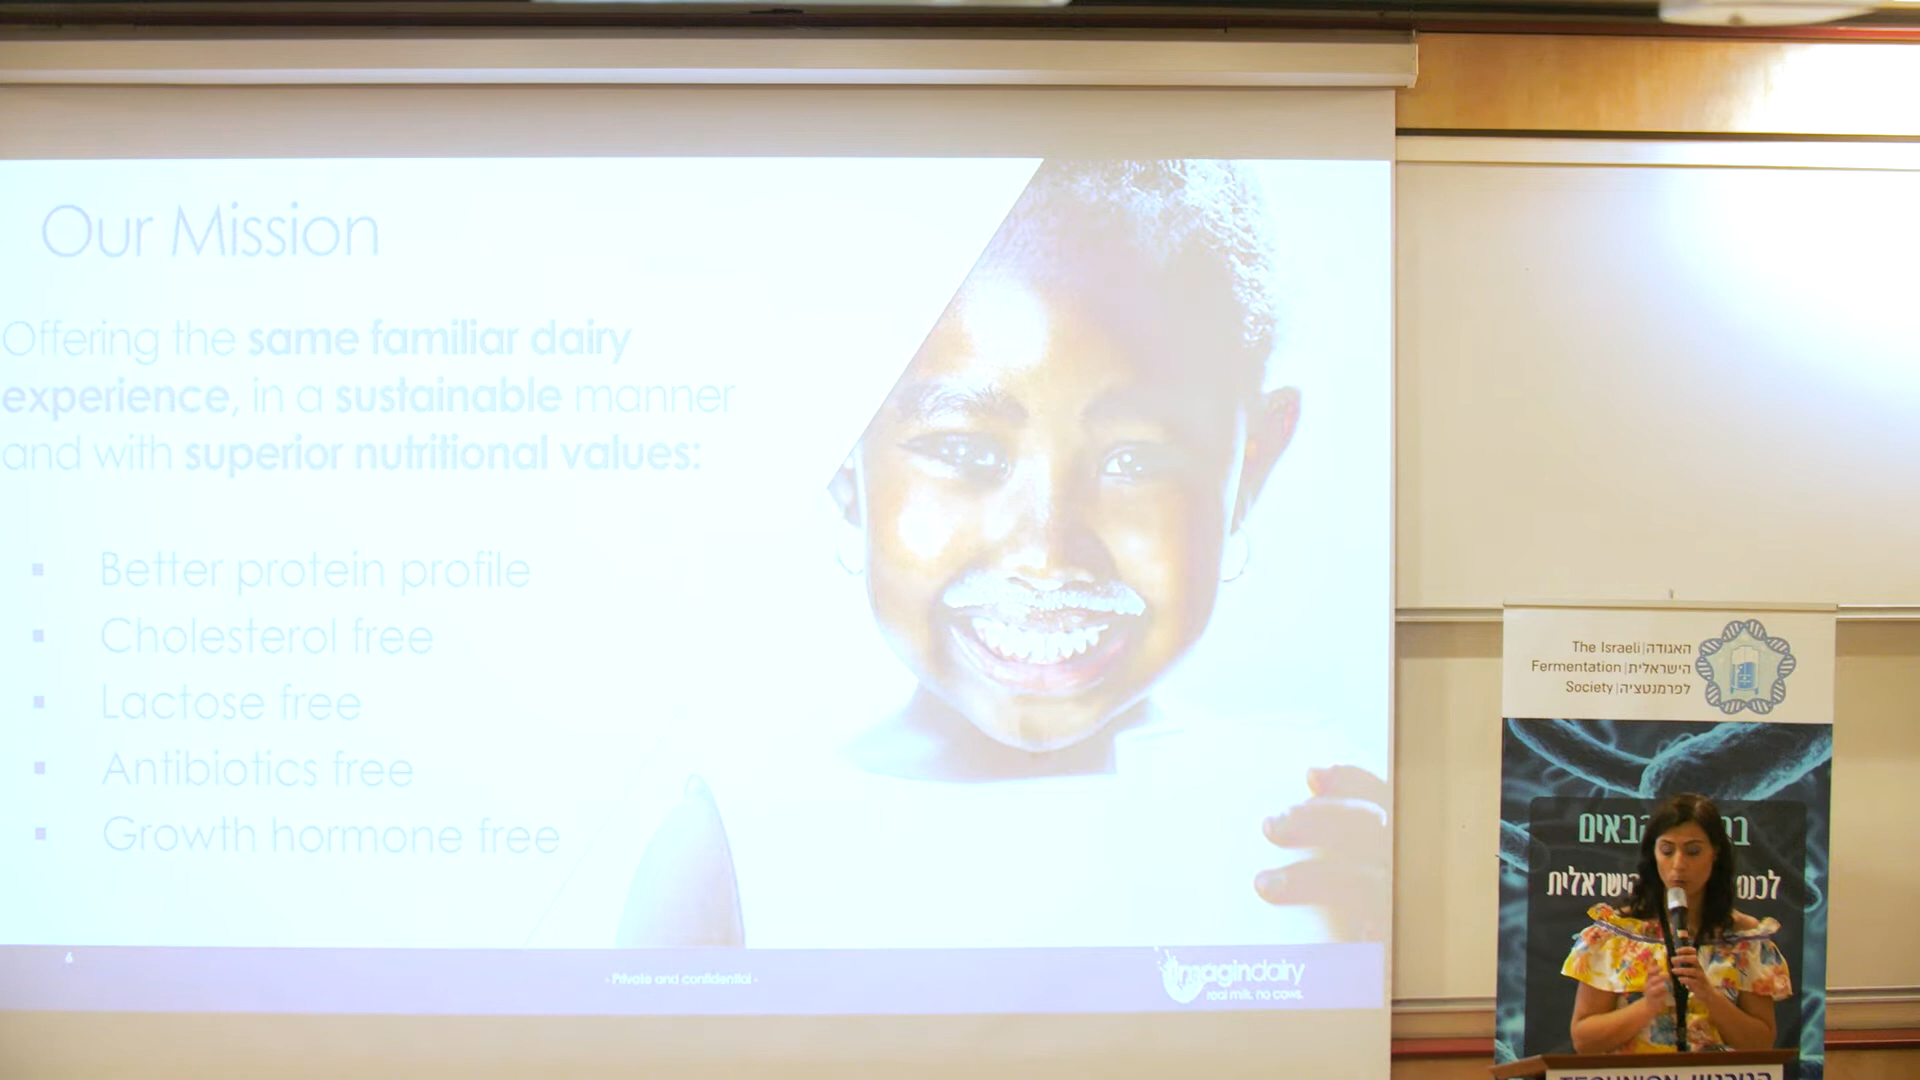 Our Mission
Offering the same familiar dairy
experience, in a sustainable manner
and with superior nutritional values:
▪ Better protein profile
▪ Cholesterol free
▪ Lactose free
▪ Antibiotics free
▪ Growth hormone free
6
- Private and confidential -
imagindairy
real milk. no cows.
The Israeli|האגודה
Fermentation|הישראלית
Society|לפרמנטציה
לכנס
הישראלית
TECHNION הטכניון